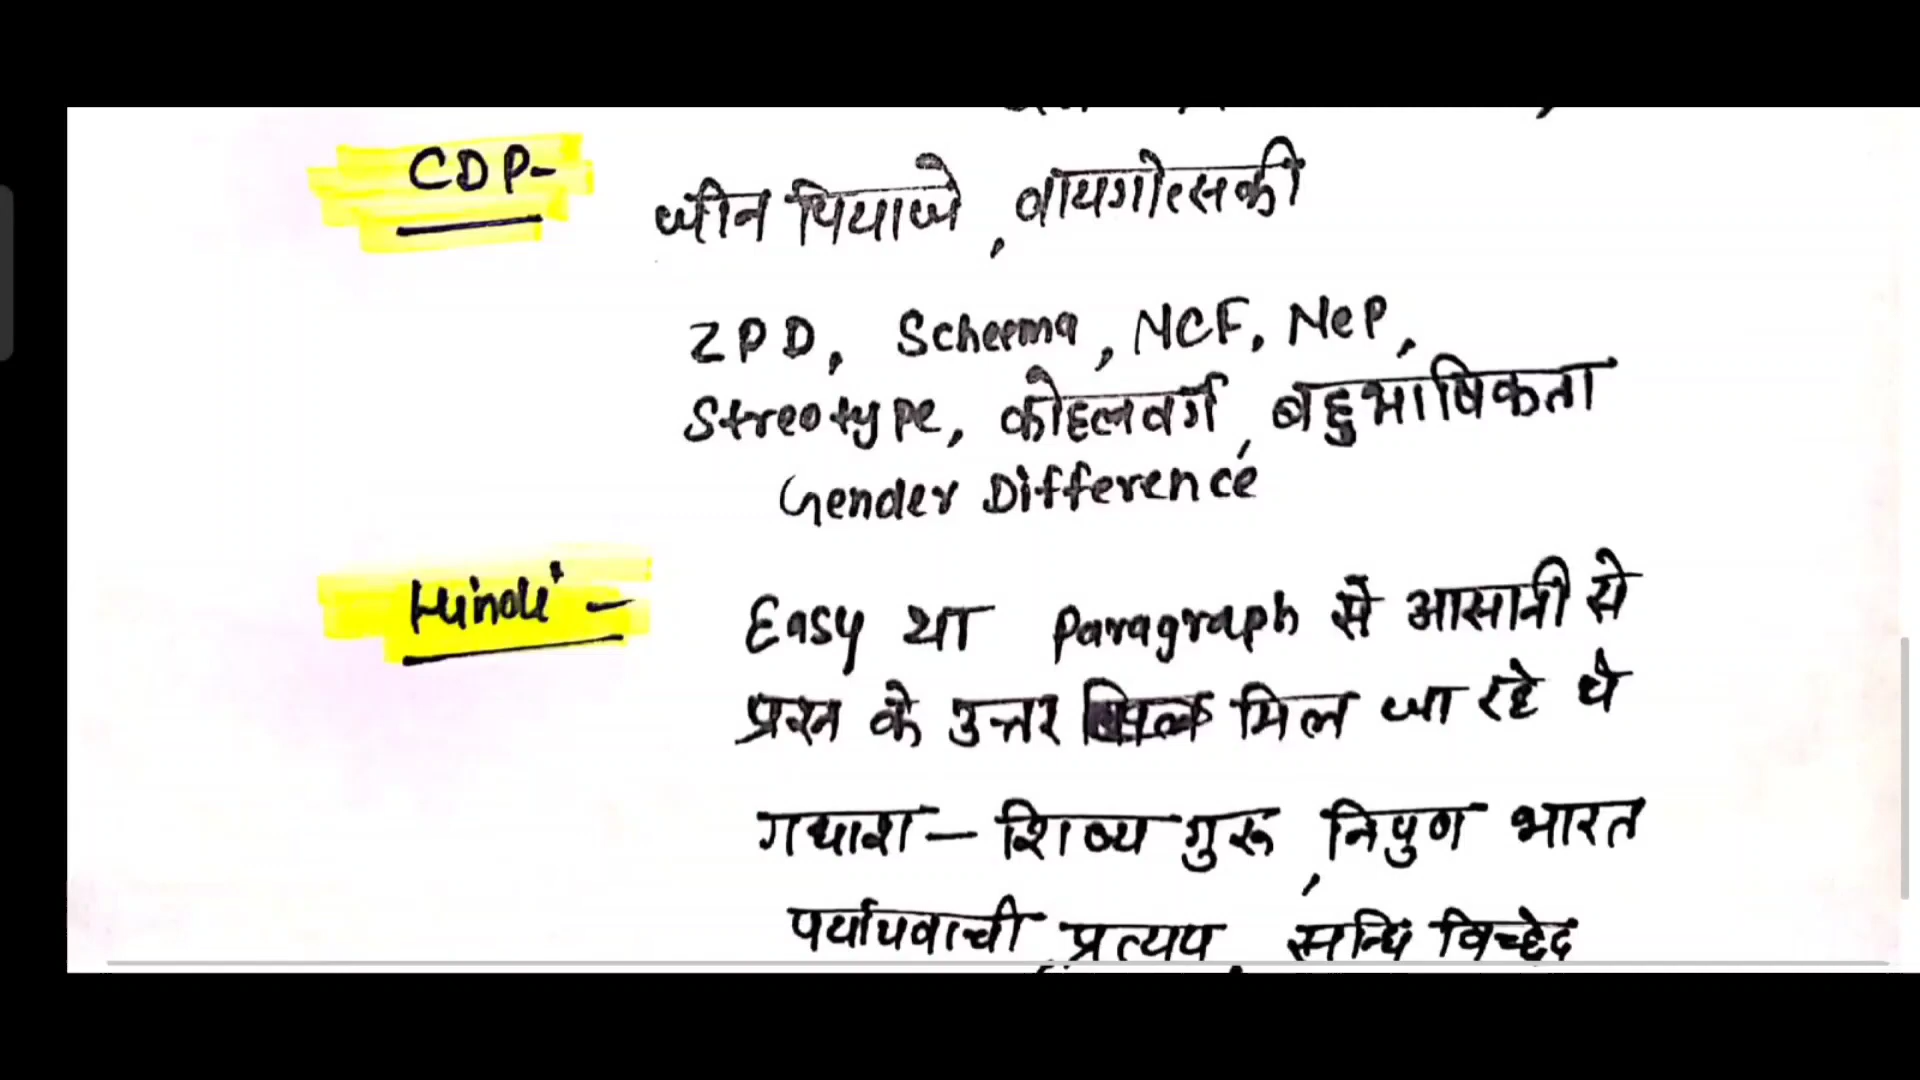 CDP-
जीन पियाजे, वायगोत्सकी
ZPD, Scheema, NCF, NeP,
Streotype, कोहलवर्ग, बहुभाषिकता
Gender Difference
Hindi -
Easy था Paragraph से आसानी से
प्रश्न के उत्तर मिल जा रहे थे
गद्यांश - शिष्य गुरू, निपुण भारत
पर्यायवाची, प्रत्यय, सन्धि विच्छेद